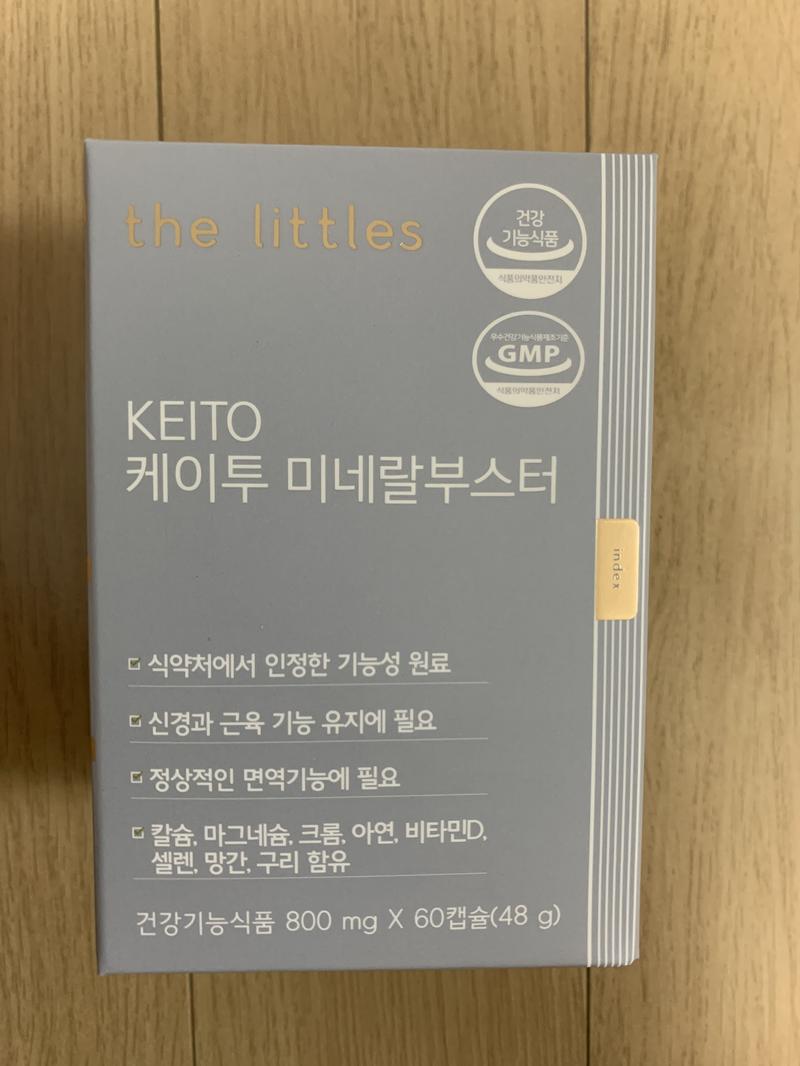 the littles
건강
기능식품
식품의약품안전처
우수건강기능식품제조기준
GMP
식품의약품안전처
KEITO
케이투 미네랄부스터
index
식약처에서 인정한 기능성 원료
신경과 근육 기능 유지에 필요
정상적인 면역기능에 필요
칼슘, 마그네슘, 크롬, 아연, 비타민D,
셀렌, 망간, 구리 함유
건강기능식품 800 mg X 60캡슐(48 g)